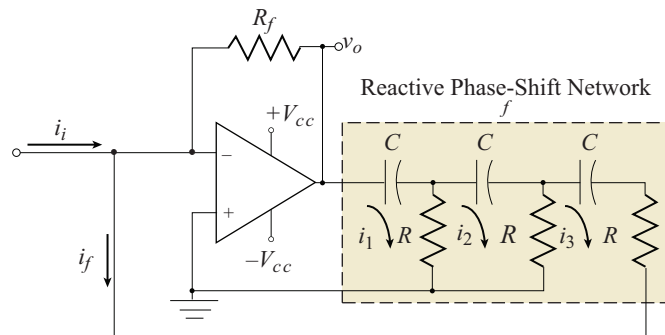 R_f
v_o
Reactive Phase-Shift Network
f
i_i
+V_cc
C C C
−
+
i_f
i_1 R i_2 R i_3 R
−V_cc